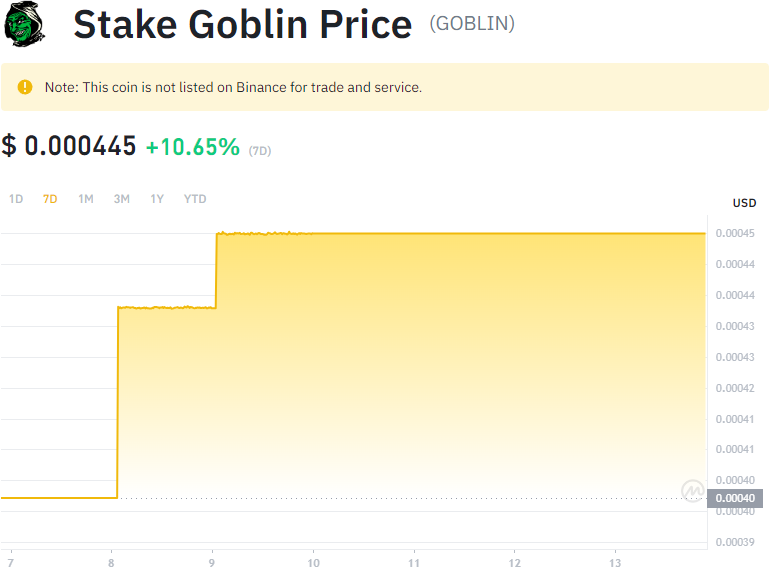 Stake Goblin Price (GOBLIN)
Note: This coin is not listed on Binance for trade and service.
$ 0.000445 +10.65% (7D)
1D 7D 1M 3M 1Y YTD
USD
0.00045
0.00044
0.00044
0.00043
0.00043
0.00042
0.00041
0.00041
0.00040
0.00040
0.00040
0.00039
7 8 9 10 11 12 13